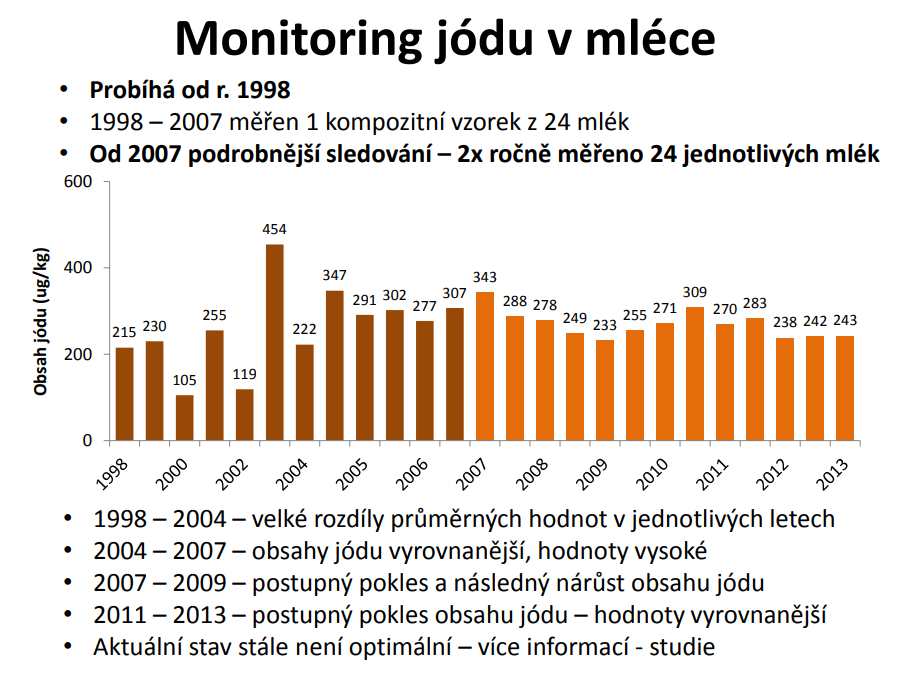 Monitoring jódu v mléce
• Probíhá od r. 1998
• 1998 – 2007 měřen 1 kompozitní vzorek z 24 mlék
• Od 2007 podrobnější sledování – 2x ročně měřeno 24 jednotlivých mlék
Obsah jódu (ug/kg)
600
400
200
0
215 230 105 255 119 454 222 347 291 302 277 307 343 288 278 249 233 255 271 309 270 283 238 242 243
1998 2000 2002 2004 2005 2006 2007 2008 2009 2010 2011 2012 2013
• 1998 – 2004 – velké rozdíly průměrných hodnot v jednotlivých letech
• 2004 – 2007 – obsahy jódu vyrovnanější, hodnoty vysoké
• 2007 – 2009 – postupný pokles a následný nárůst obsahu jódu
• 2011 – 2013 – postupný pokles obsahu jódu – hodnoty vyrovnanější
• Aktuální stav stále není optimální – více informací - studie